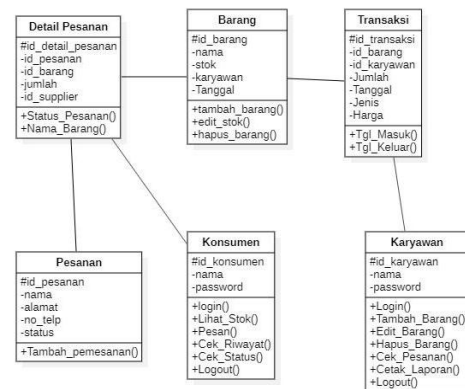 Detail Pesanan
#id_detail_pesanan
-id_pesanan
-id_barang
-jumlah
-id_supplier
+Status_Pesanan()
+Nama_Barang()
Barang
#id_barang
-nama
-stok
-karyawan
-Tanggal
+tambah_barang()
+edit_stok()
+hapus_barang()
Transaksi
#id_transaksi
-id_barang
-id_karyawan
-Jumlah
-Tanggal
-Jenis
-Harga
+Tgl_Masuk()
+Tgl_Keluar()
Pesanan
#id_pesanan
-nama
-alamat
-no_telp
-status
+Tambah_pemesanan()
Konsumen
#id_konsumen
-nama
-password
+login()
+Lihat_Stok()
+Pesan()
+Cek_Riwayat()
+Cek_Status()
+Logout()
Karyawan
#id_karyawan
-nama
-password
+Login()
+Tambah_Barang()
+Edit_Barang()
+Hapus_Barang()
+Cek_Pesanan()
+Cetak_Laporan()
+Logout()